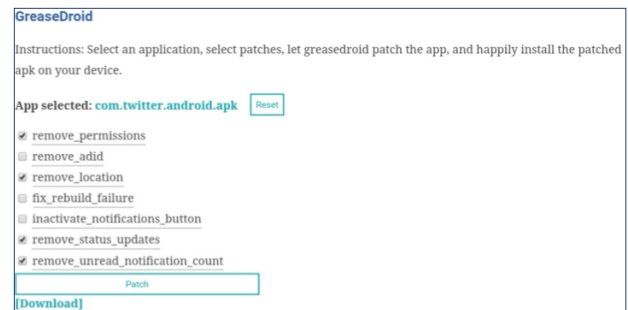 GreaseDroid
Instructions: Select an application, select patches, let greasedroid patch the app, and happily install the patched
apk on your device.
App selected: com.twitter.android.apk Reset
remove_permissions
remove_adid
remove_location
fix_rebuild_failure
inactivate_notifications_button
remove_status_updates
remove_unread_notification_count
Patch
[Download]